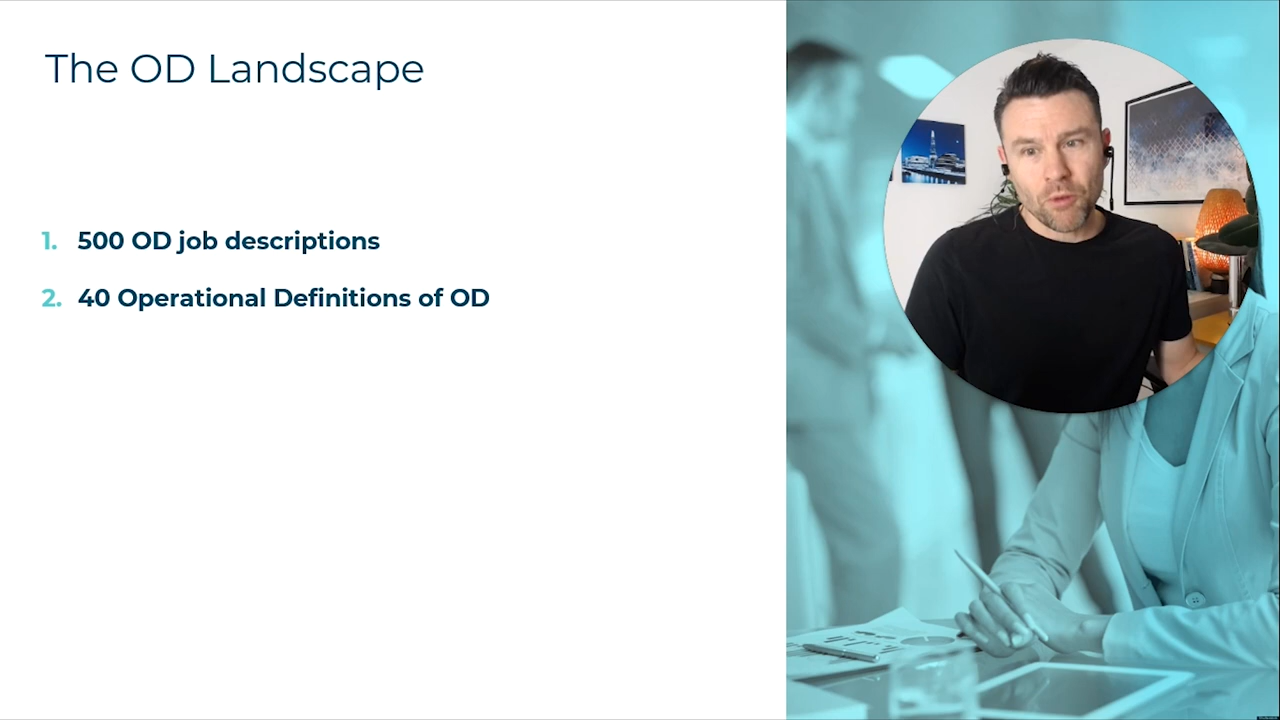 The OD Landscape
1. 500 OD job descriptions
2. 40 Operational Definitions of OD